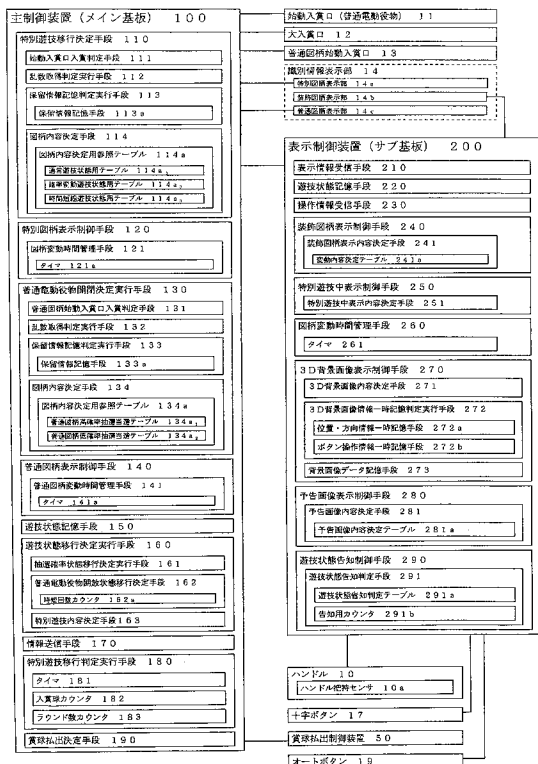 主制御装置（メイン基板） 100
特別遊技移行決定手段 110
始動入賞口入賞判定手段 111
乱数取得判定実行手段 112
保留情報記憶判定実行手段 113
保留情報記憶手段 113a
図柄内容決定手段 114
図柄内容決定用参照テーブル 114a
通常遊技状態用テーブル 114a₁
確率変動遊技状態用テーブル 114a₂
時間短縮遊技状態用テーブル 114a₃
特別図柄表示制御手段 120
図柄変動時間管理手段 121
タイマ 121a
普通電動役物開閉決定実行手段 130
普通図柄始動入賞口入賞判定手段 131
乱数取得判定実行手段 132
保留情報記憶判定実行手段 133
保留情報記憶手段 133a
図柄内容決定手段 134
図柄内容決定用参照テーブル 134a
普通図柄高確率抽選当選テーブル 134a₁
普通図柄低確率抽選当選テーブル 134a₂
普通図柄表示制御手段 140
普通図柄変動時間管理手段 141
タイマ 141a
遊技状態記憶手段 150
遊技状態移行決定実行手段 160
抽選確率状態移行決定実行手段 161
普通電動役物開放状態移行決定手段 162
時短回数カウンタ 162a
特別遊技内容決定手段163
情報送信手段 170
特別遊技移行判定実行手段 180
タイマ 181
入賞球カウンタ 182
ラウンド数カウンタ 183
賞球払出決定手段 190
始動入賞口（普通電動役物） 11
大入賞口 12
普通図柄始動入賞口 13
識別情報表示部 14
特別図柄表示部 14a
装飾図柄表示部 14b
普通図柄表示部 14c
表示制御装置（サブ基板） 200
表示情報受信手段 210
遊技状態記憶手段 220
操作情報受信手段 230
装飾図柄表示制御手段 240
装飾図柄表示内容決定手段 241
変動内容決定テーブル 241a
特別遊技中表示制御手段 250
特別遊技中表示内容決定手段 251
図柄変動時間管理手段 260
タイマ 261
3D背景画像表示制御手段 270
3D背景画像内容決定手段 271
3D背景画像情報一時記憶判定実行手段 272
位置・方向情報一時記憶手段 272a
ボタン操作情報一時記憶手段 272b
背景画像データ記憶手段 273
予告画像表示制御手段 280
予告画像内容決定手段 281
予告画像内容決定テーブル 281a
遊技状態告知制御手段 290
遊技状態告知判定手段 291
遊技状態告知判定テーブル 291a
告知用カウンタ 291b
ハンドル 10
ハンドル把持センサ 10a
十字ボタン 17
賞球払出制御装置 50
オートボタン 19